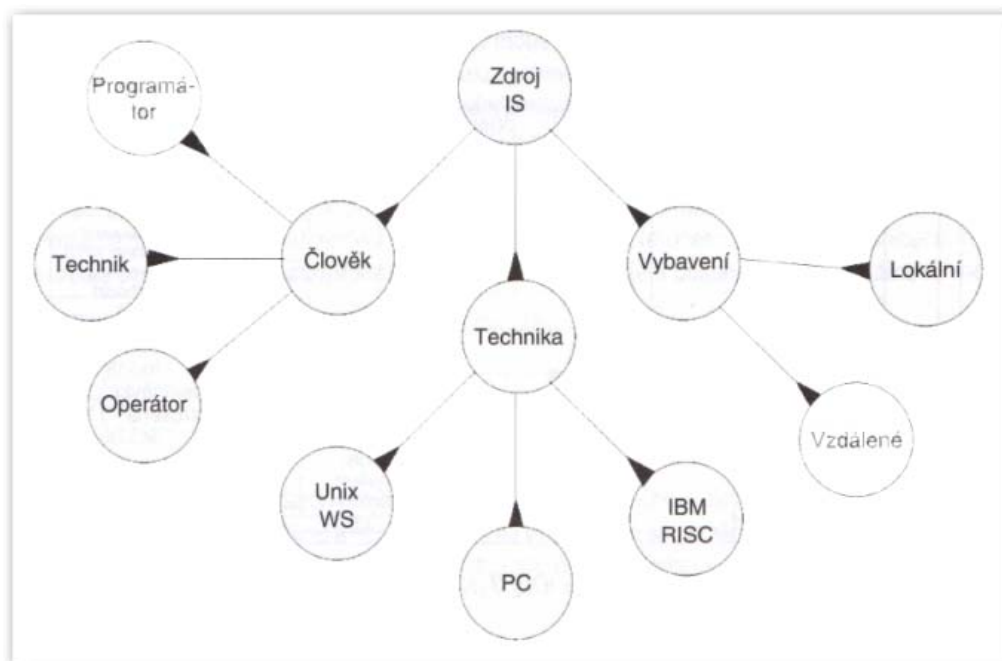 Programá-
tor
Zdroj
IS
Technik
Člověk
Vybavení
Lokální
Technika
Operátor
Vzdálené
Unix
WS
IBM
RISC
PC